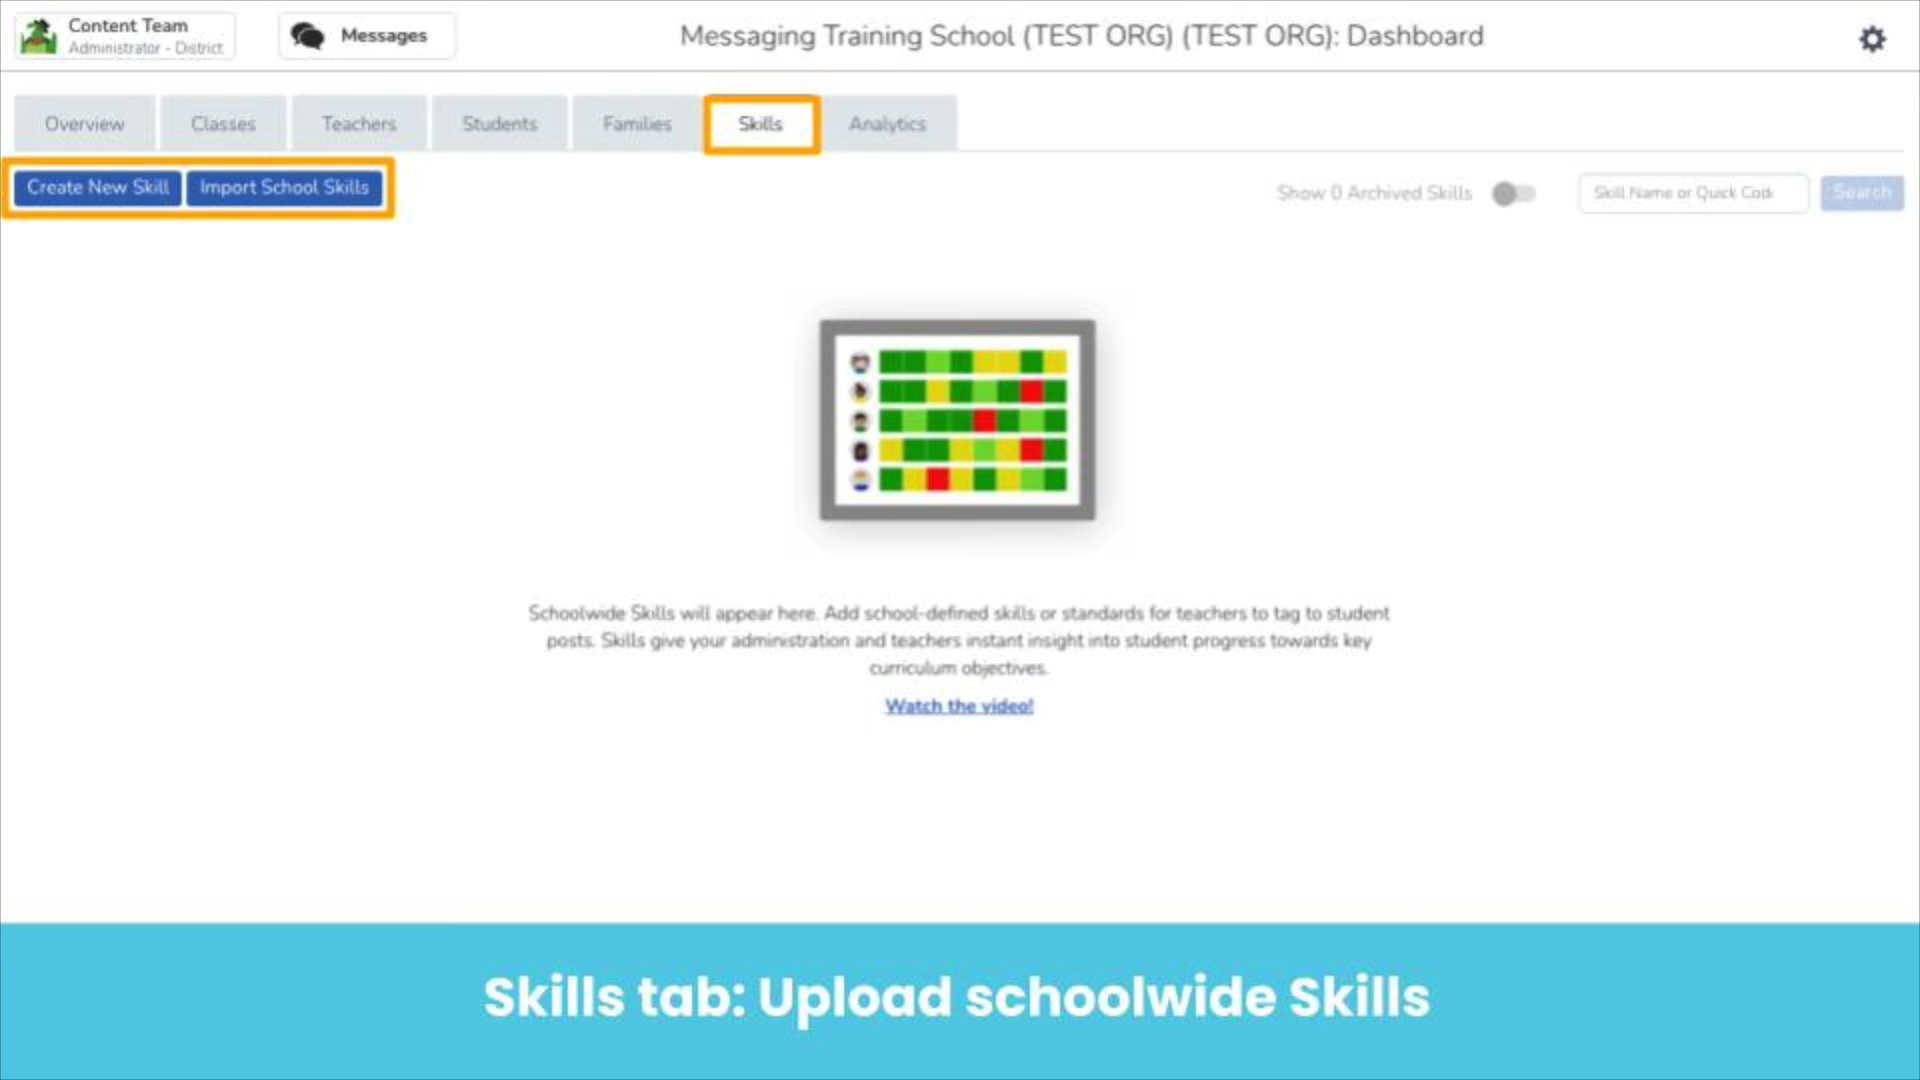 Content Team
Administrator - District
Messages
Messaging Training School (TEST ORG) (TEST ORG): Dashboard
Overview
Classes
Teachers
Students
Families
Skills
Analytics
Create New Skill
Import School Skills
Show 0 Archived Skills
Skill Name or Quick Cod
Search
Schoolwide Skills will appear here. Add school-defined skills or standards for teachers to tag to student
posts. Skills give your administration and teachers instant insight into student progress towards key
curriculum objectives.
Watch the video!
Skills tab: Upload schoolwide Skills